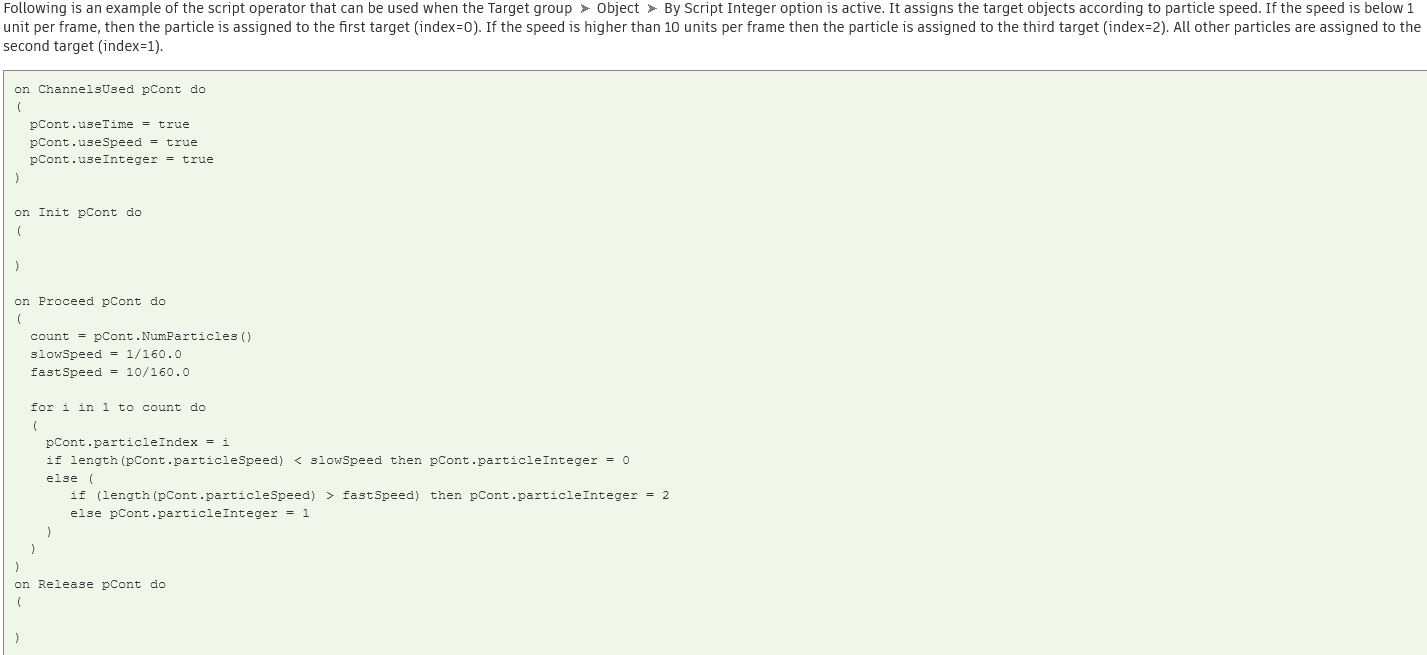 Following is an example of the script operator that can be used when the Target group ➤ Object ➤ By Script Integer option is active. It assigns the target objects according to particle speed. If the speed is below 1
unit per frame, then the particle is assigned to the first target (index=0). If the speed is higher than 10 units per frame then the particle is assigned to the third target (index=2). All other particles are assigned to the
second target (index=1).
on ChannelsUsed pCont do
(
  pCont.useTime = true
  pCont.useSpeed = true
  pCont.useInteger = true
)
on Init pCont do
(
)
on Proceed pCont do
(
  count = pCont.NumParticles()
  slowSpeed = 1/160.0
  fastSpeed = 10/160.0
  for i in 1 to count do
  (
    pCont.particleIndex = i
    if length(pCont.particleSpeed) < slowSpeed then pCont.particleInteger = 0
    else (
       if (length(pCont.particleSpeed) > fastSpeed) then pCont.particleInteger = 2
       else pCont.particleInteger = 1
    )
  )
)
on Release pCont do
(
)